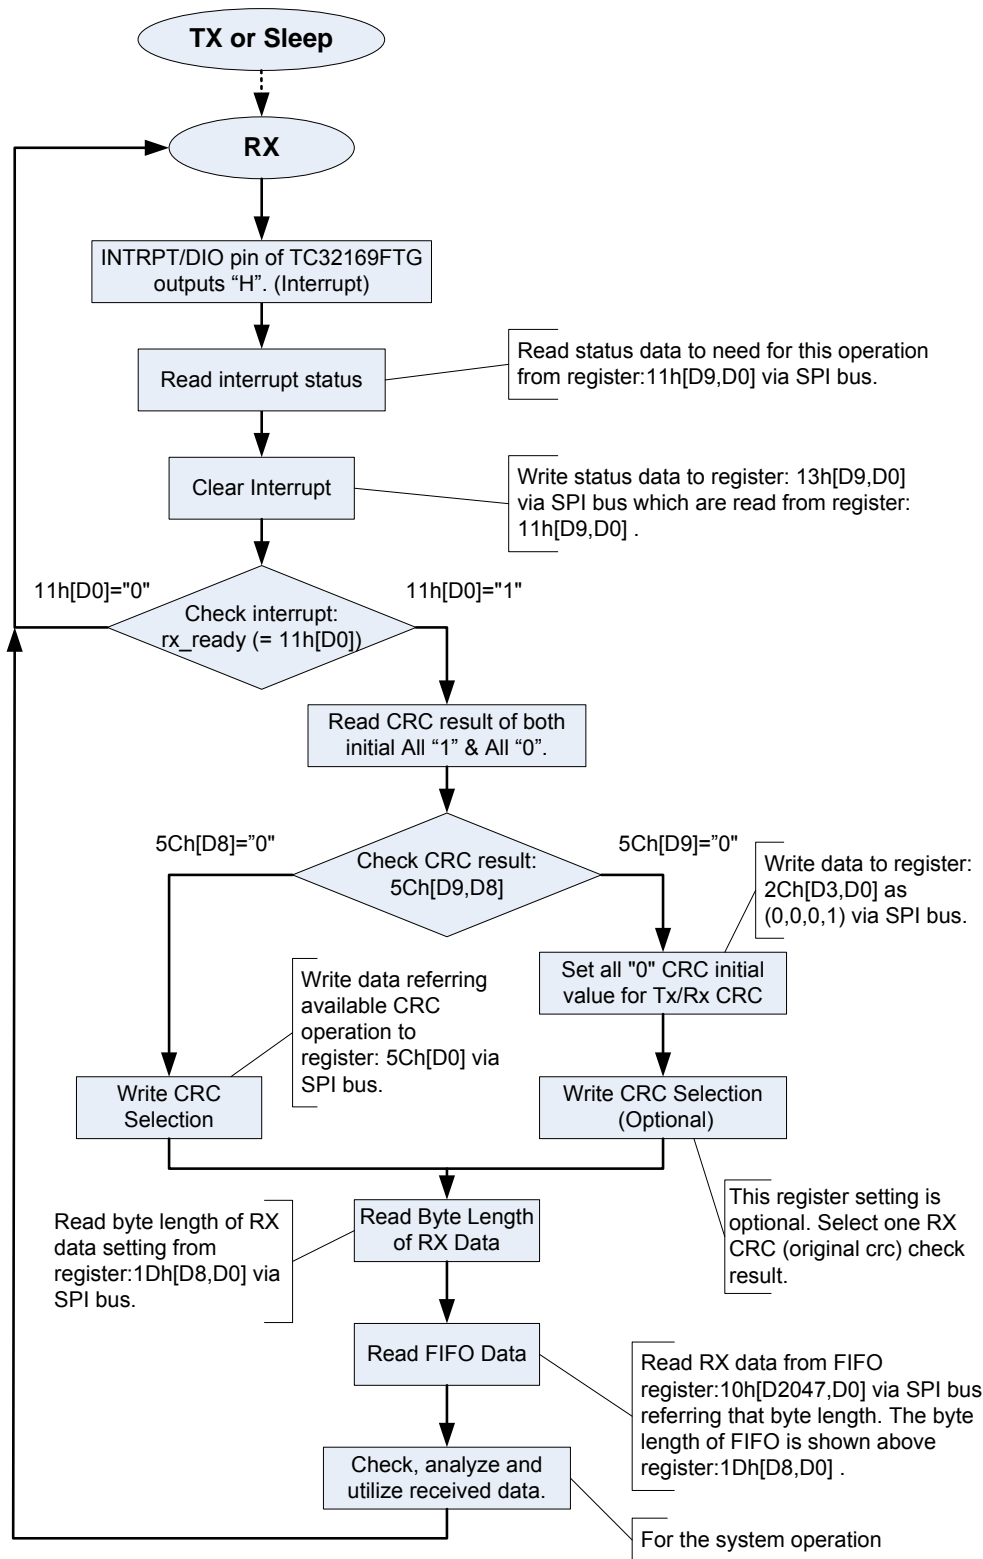 TX or Sleep
RX
INTRPT/DIO pin of TC32169FTG
outputs “H”. (Interrupt)
Read interrupt status
Read status data to need for this operation
from register:11h[D9,D0] via SPI bus.
Clear Interrupt
Write status data to register: 13h[D9,D0]
via SPI bus which are read from register:
11h[D9,D0] .
11h[D0]="0"
11h[D0]="1"
Check interrupt:
rx_ready (= 11h[D0])
Read CRC result of both
initial All “1” & All “0”.
5Ch[D8]=”0"
5Ch[D9]=”0"
Check CRC result:
5Ch[D9,D8]
Write data to register:
2Ch[D3,D0] as
(0,0,0,1) via SPI bus.
Set all "0" CRC initial
value for Tx/Rx CRC
Write data referring
available CRC
operation to
register: 5Ch[D0] via
SPI bus.
Write CRC
Selection
Write CRC Selection
(Optional)
This register setting is
optional. Select one RX
CRC (original crc) check
result.
Read byte length of RX
data setting from
register:1Dh[D8,D0] via
SPI bus.
Read Byte Length
of RX Data
Read FIFO Data
Read RX data from FIFO
register:10h[D2047,D0] via SPI bus
referring that byte length. The byte
length of FIFO is shown above
register:1Dh[D8,D0] .
Check, analyze and
utilize received data.
For the system operation